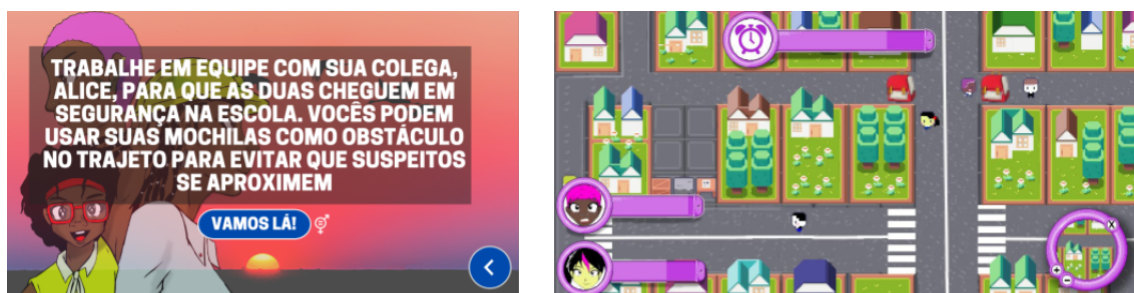 TRABALHE EM EQUIPE COM SUA COLEGA,
ALICE, PARA QUE AS DUAS CHEGUEM EM
SEGURANÇA NA ESCOLA. VOCÊS PODEM
USAR SUAS MOCHILAS COMO OBSTÁCULO
NO TRAJETO PARA EVITAR QUE SUSPEITOS
SE APROXIMEM
VAMOS LÁ!